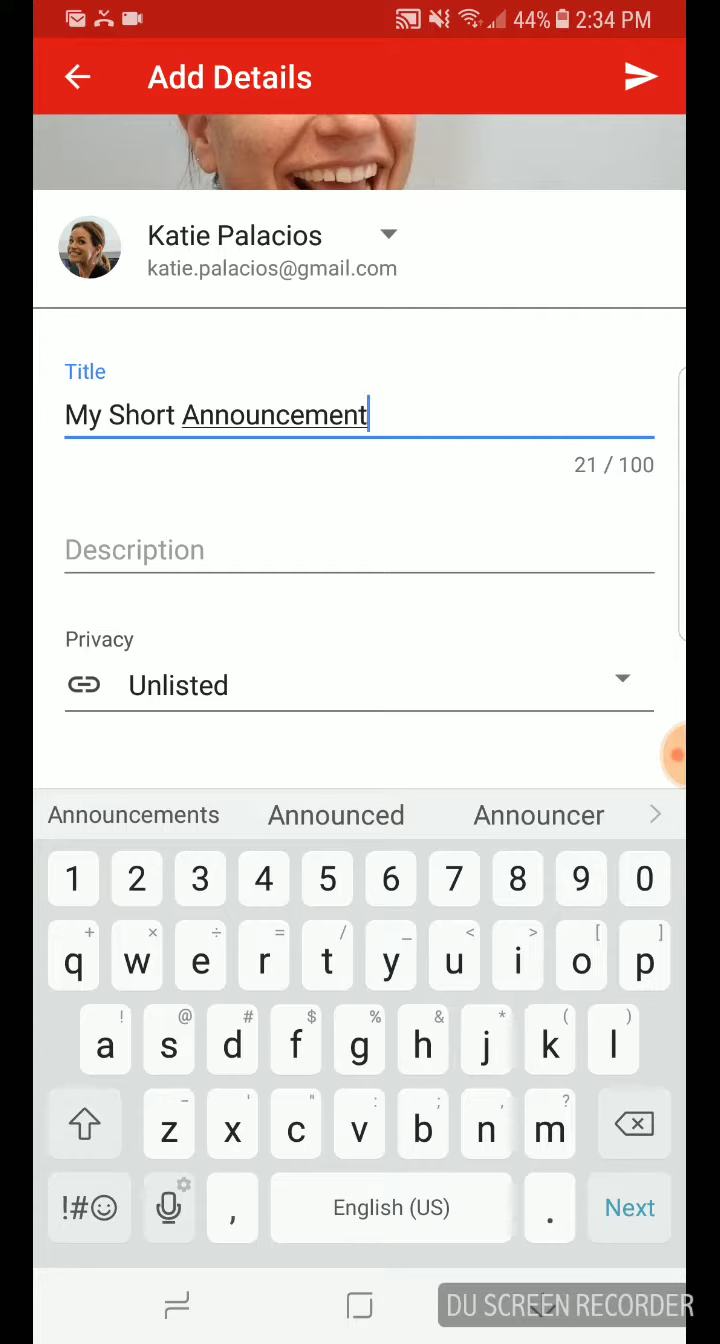 44% 2:34 PM
Add Details
Katie Palacios
katie.palacios@gmail.com
Title
My Short Announcement
21 / 100
Description
Privacy
Unlisted
Announcements Announced Announcer
1 2 3 4 5 6 7 8 9 0
+ × ÷ = / _ < > [ ]
q w e r t y u i o p
! @ # $ % & * ( )
a s d f g h j k l
- ' " : ; , ?
z x c v b n m
!#☺ , English (US) . Next
DU SCREEN RECORDER